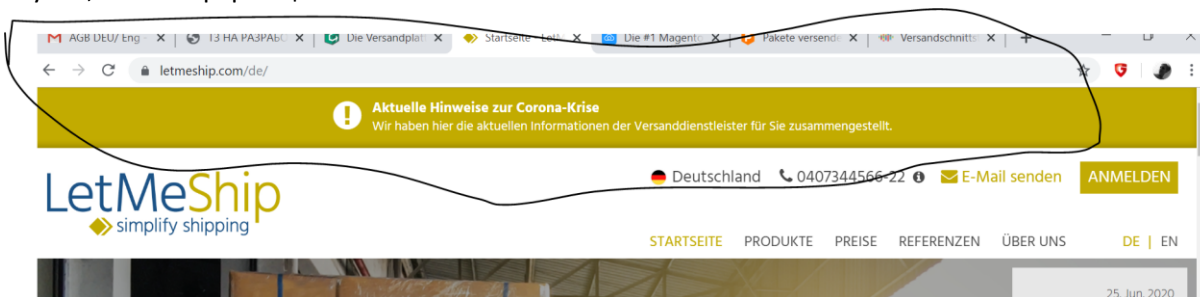 AGB DEU/ Eng -
ТЗ НА РАЗРАБО
Die Versandplatt
Startseite - LetM
Die #1 Magento
Pakete versende
Versandschnitts
letmeship.com/de/
Aktuelle Hinweise zur Corona-Krise
Wir haben hier die aktuellen Informationen der Versanddienstleister für Sie zusammengestellt.
LetMeShip
simplify shipping
Deutschland 0407344566-22 E-Mail senden ANMELDEN
STARTSEITE PRODUKTE PREISE REFERENZEN ÜBER UNS DE | EN
25. Jun. 2020